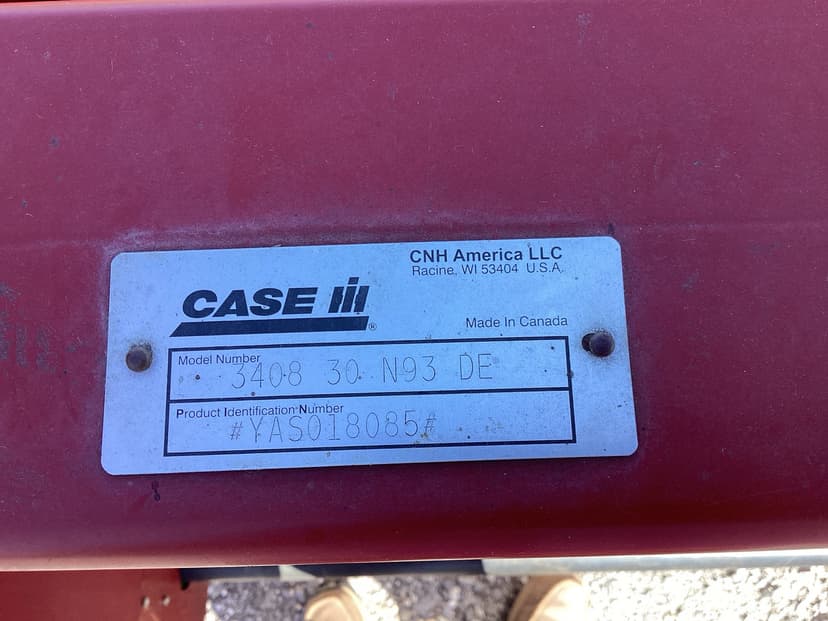 CNH America LLC
Racine, WI 53404 U.S.A.
CASE IH
®
Made In Canada
Model Number
3408 30 N93 DE
Product Identification Number
#YAS018085#